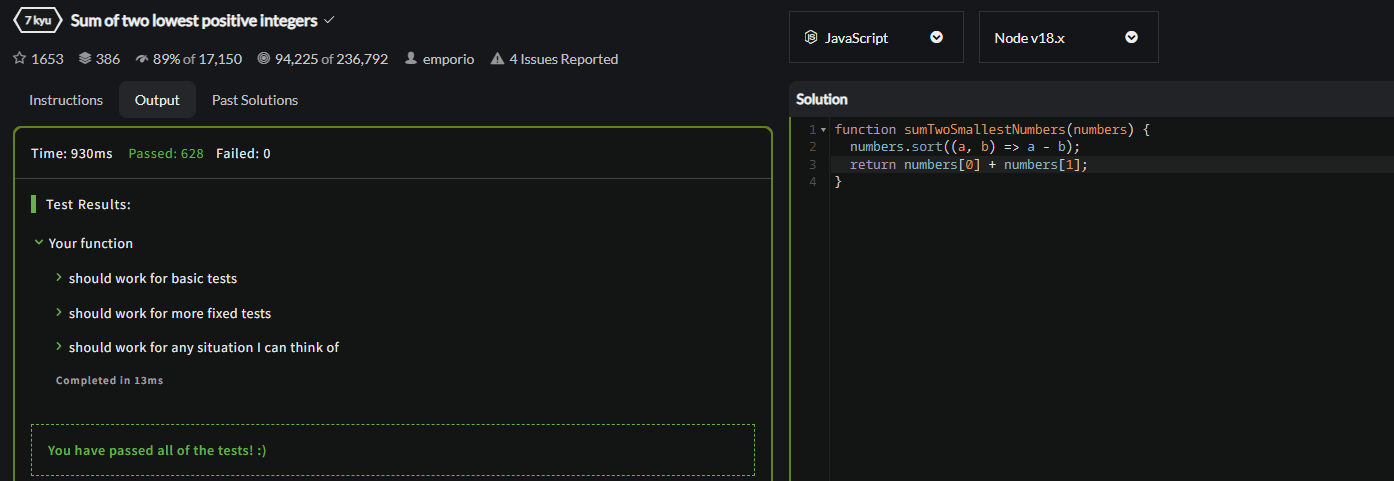 7 kyu Sum of two lowest positive integers
1653 386 89% of 17,150 94,225 of 236,792 emporio 4 Issues Reported
Instructions Output Past Solutions
Time: 930ms Passed: 628 Failed: 0
Test Results:
Your function
should work for basic tests
should work for more fixed tests
should work for any situation I can think of
Completed in 13ms
You have passed all of the tests! :)
JavaScript Node v18.x
Solution
1 function sumTwoSmallestNumbers(numbers) {
2 numbers.sort((a, b) => a - b);
3 return numbers[0] + numbers[1];
4 }